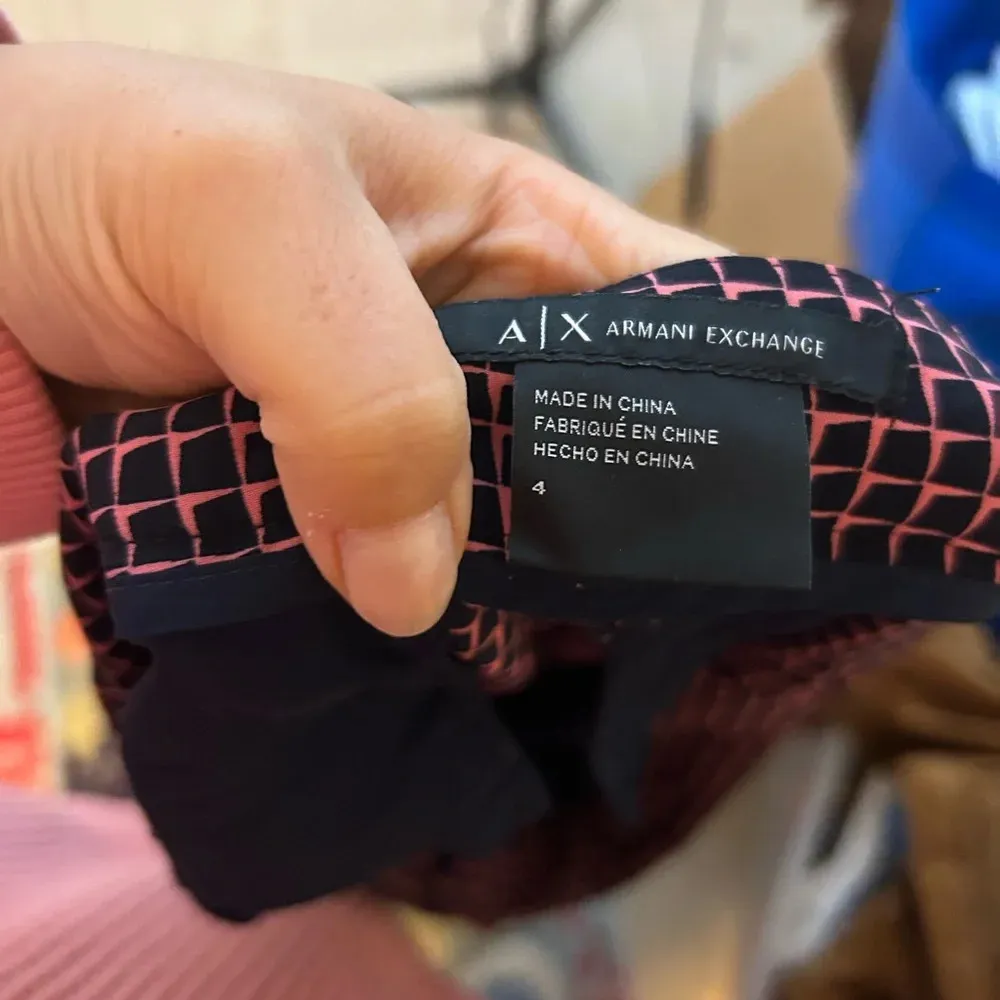 A|X ARMANI EXCHANGE
MADE IN CHINA
FABRIQUÉ EN CHINE
HECHO EN CHINA
4